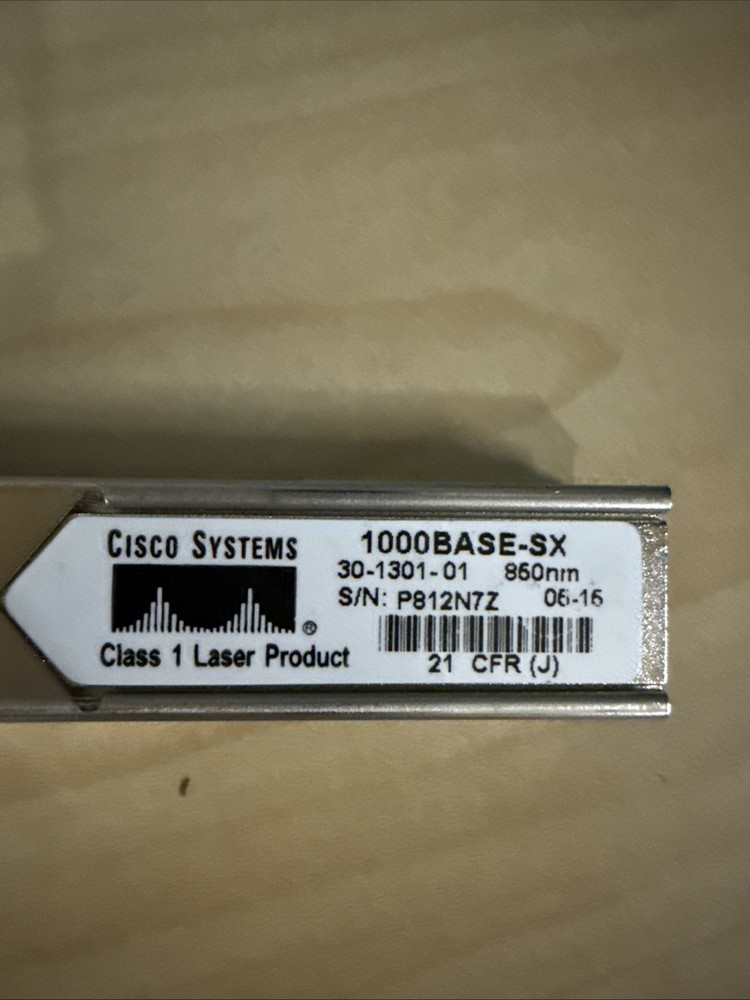 CISCO SYSTEMS
®
Class 1 Laser Product
1000BASE-SX
30-1301-01 850nm
S/N: P812N7Z 06-16
21 CFR (J)